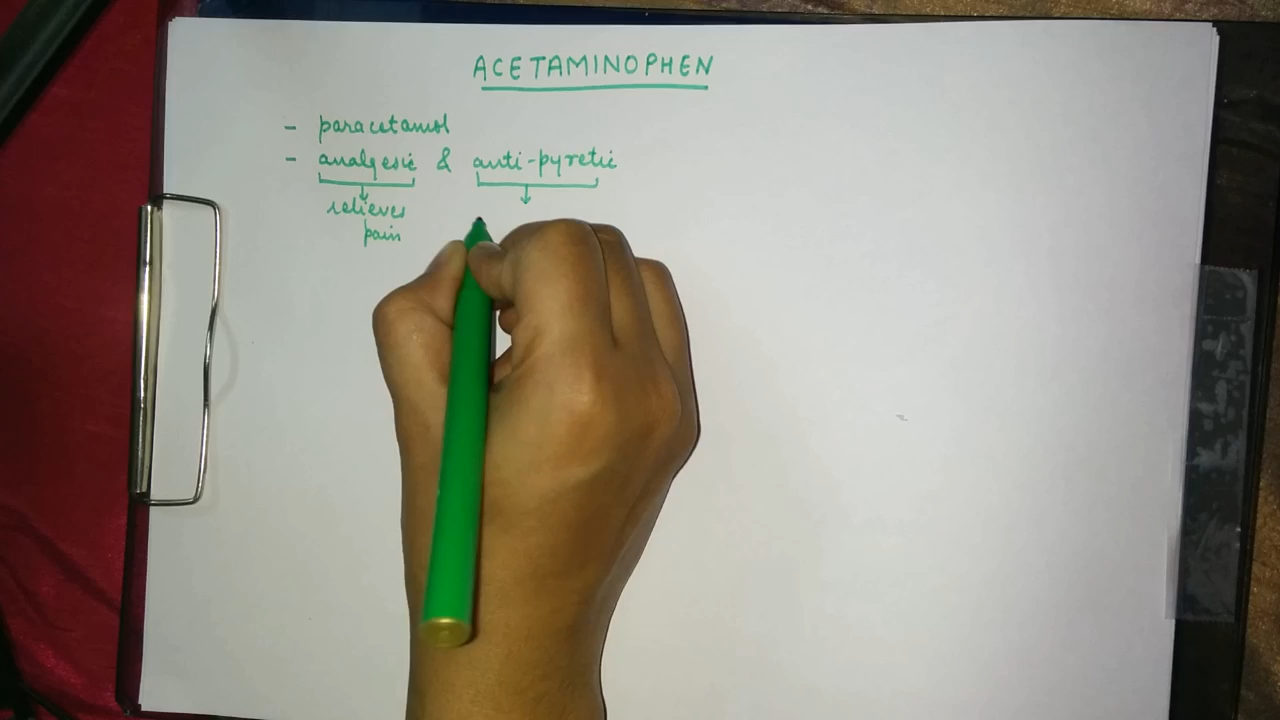 ACETAMINOPHEN
- paracetamol
- analgesic & anti-pyretic
relieves
pain